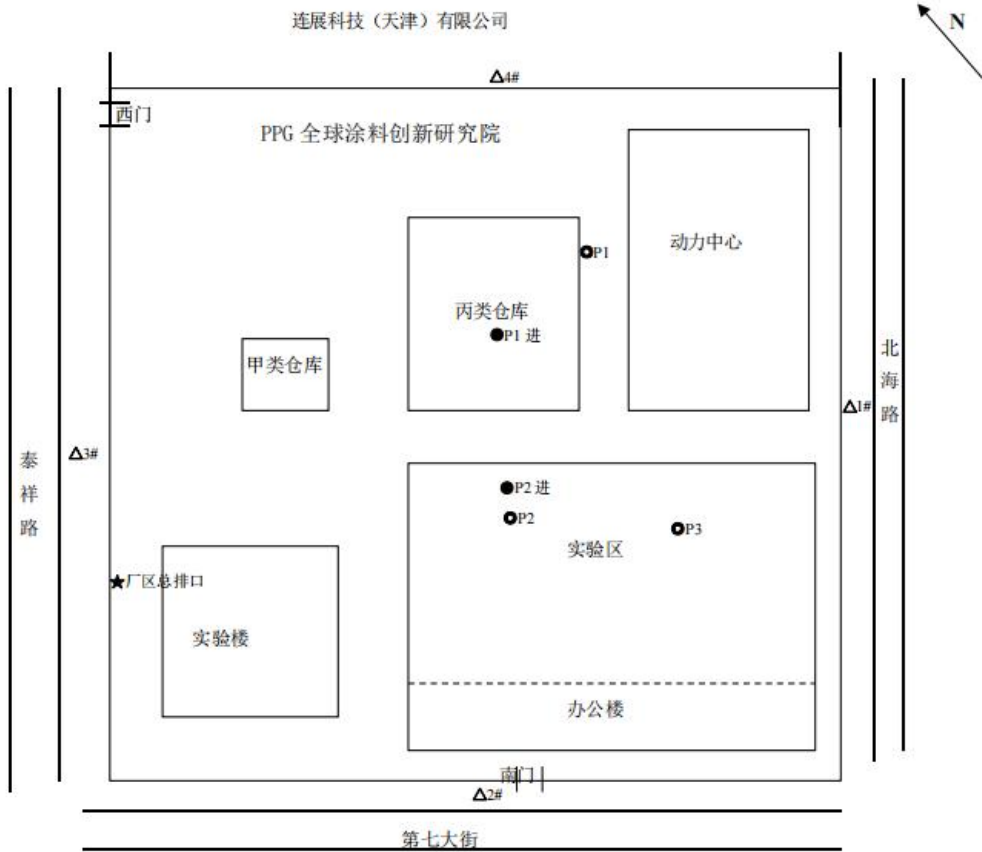 连展科技（天津）有限公司
N
△4#
西门
PPG 全球涂料创新研究院
动力中心
P1
丙类仓库
P1 进
甲类仓库
北海路
△1#
△3#
泰祥路
P2 进
P2
P3
实验区
★厂区总排口
实验楼
办公楼
南门
△2#
第七大街